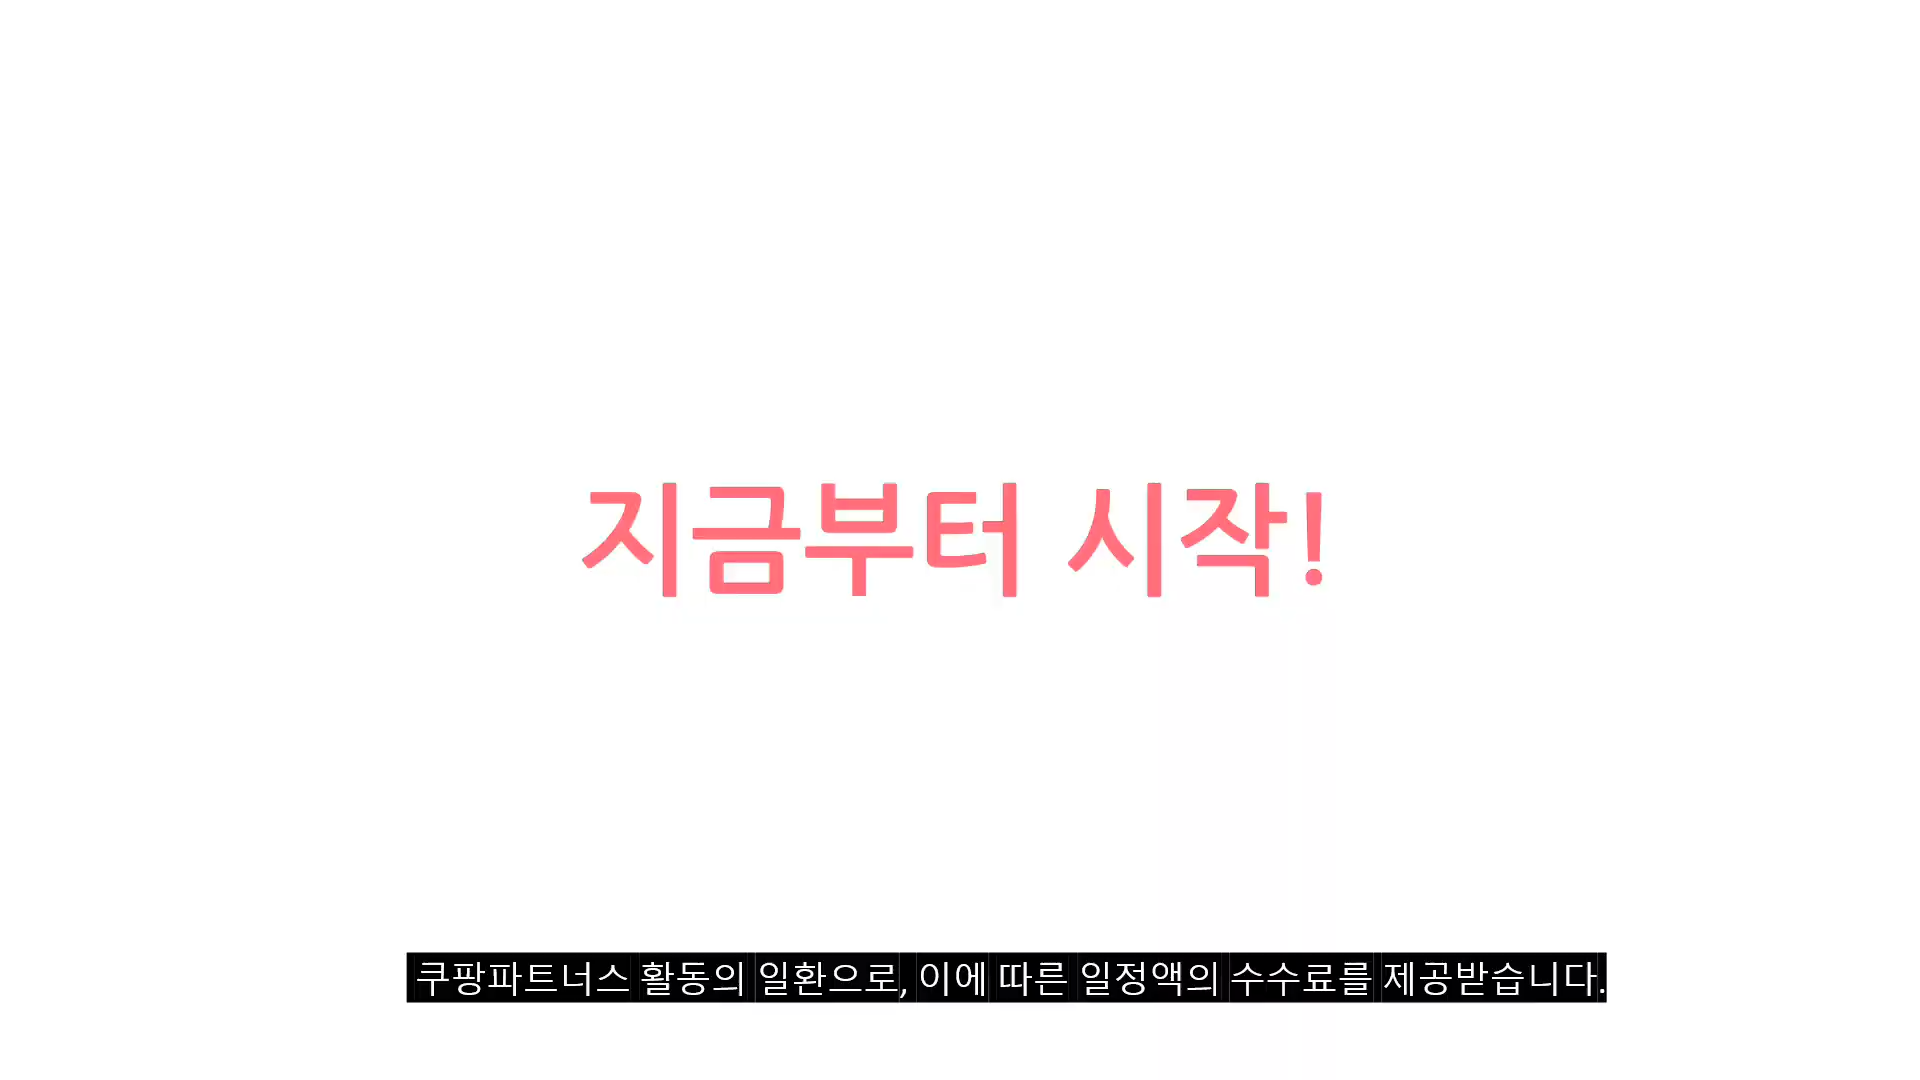 지금부터 시작!
쿠팡파트너스 활동의 일환으로, 이에 따른 일정액의 수수료를 제공받습니다.